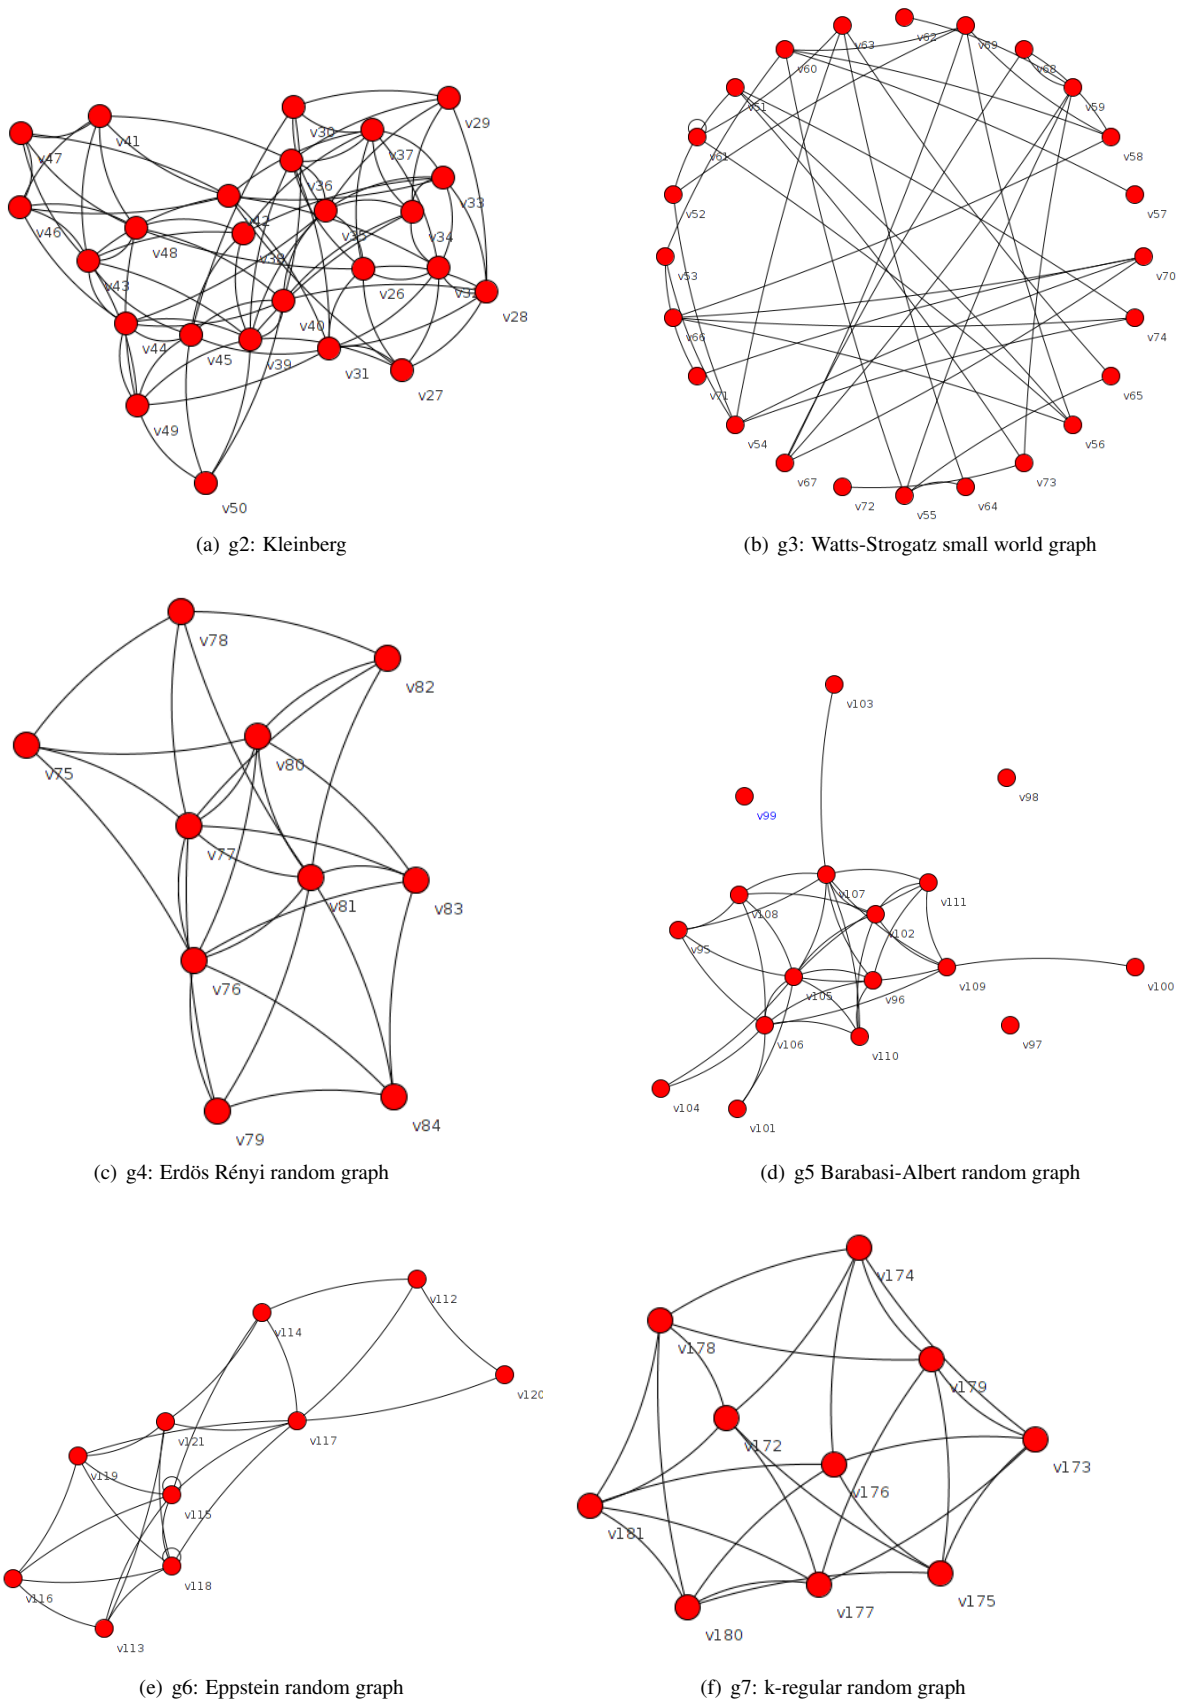 v29
v30
v37
v41
v47
v36
v33
v46
v42
v35
v34
v48
v38
v43
v26
v32
v28
v40
v44
v45
v39
v31
v27
v49
v50
(a) g2: Kleinberg
v62
v69
v63
v68
v60
v51
v59
v58
v61
v57
v52
v53
v70
v66
v74
v71
v65
v54
v56
v67
v73
v72
v55
v64
(b) g3: Watts-Strogatz small world graph
v78
v82
v80
v75
v77
v81
v83
v76
v84
v79
(c) g4: Erdös Rényi random graph
v103
v98
v99
v107
v111
v108
v102
v95
v105
v96
v109
v100
v106
v97
v110
v104
v101
(d) g5 Barabasi-Albert random graph
v112
v114
v120
v121
v117
v119
v115
v118
v116
v113
(e) g6: Eppstein random graph
v174
v178
v179
v172
v173
v176
v181
v175
v177
v180
(f) g7: k-regular random graph